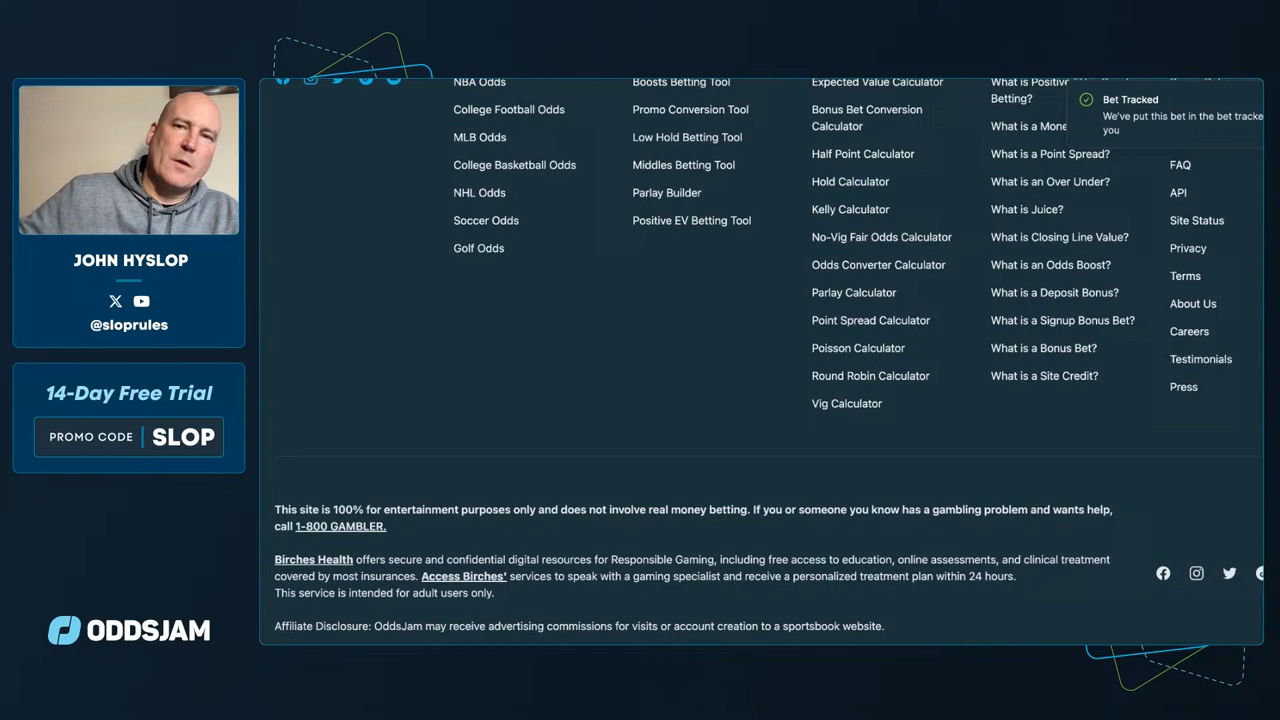 JOHN HYSLOP
@sloprules
14-Day Free Trial
PROMO CODE SLOP
ODDSJAM
NBA Odds
College Football Odds
MLB Odds
College Basketball Odds
NHL Odds
Soccer Odds
Golf Odds
Boosts Betting Tool
Promo Conversion Tool
Low Hold Betting Tool
Middles Betting Tool
Parlay Builder
Positive EV Betting Tool
Expected Value Calculator
Bonus Bet Conversion
Calculator
Half Point Calculator
Hold Calculator
Kelly Calculator
No-Vig Fair Odds Calculator
Odds Converter Calculator
Parlay Calculator
Point Spread Calculator
Poisson Calculator
Round Robin Calculator
Vig Calculator
What is Positive
Betting?
What is a Mone
What is a Point Spread?
What is an Over Under?
What is Juice?
What is Closing Line Value?
What is an Odds Boost?
What is a Deposit Bonus?
What is a Signup Bonus Bet?
What is a Bonus Bet?
What is a Site Credit?
Bet Tracked
We've put this bet in the bet tracke
you
FAQ
API
Site Status
Privacy
Terms
About Us
Careers
Testimonials
Press
This site is 100% for entertainment purposes only and does not involve real money betting. If you or someone you know has a gambling problem and wants help,
call 1-800 GAMBLER.
Birches Health offers secure and confidential digital resources for Responsible Gaming, including free access to education, online assessments, and clinical treatment
covered by most insurances. Access Birches' services to speak with a gaming specialist and receive a personalized treatment plan within 24 hours.
This service is intended for adult users only.
Affiliate Disclosure: OddsJam may receive advertising commissions for visits or account creation to a sportsbook website.